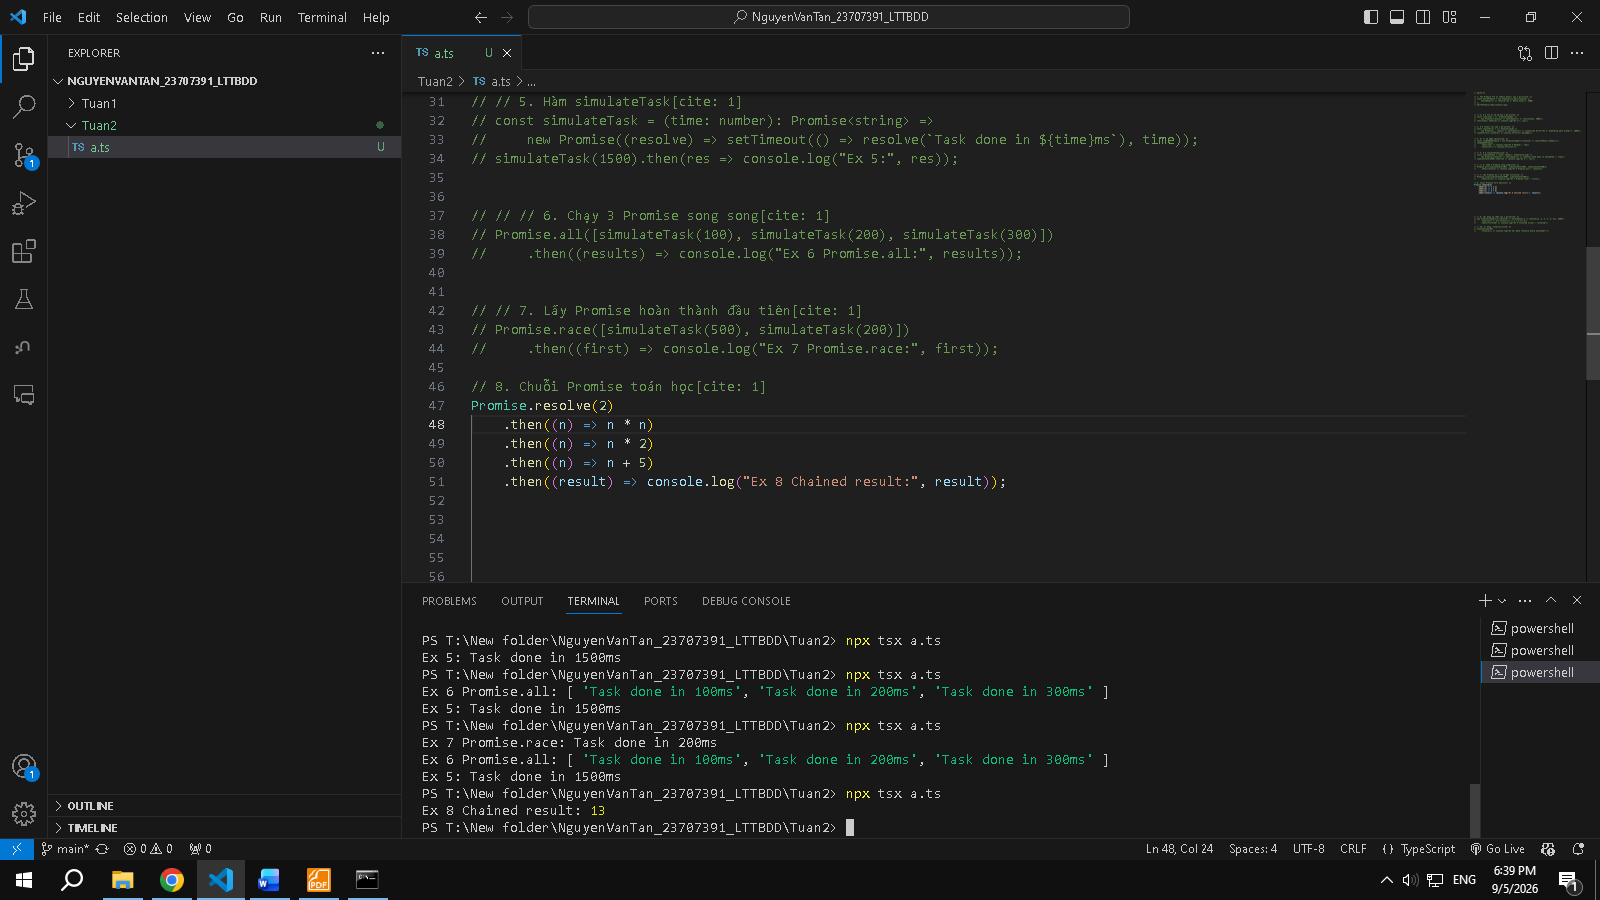 File Edit Selection View Go Run Terminal Help
NguyenVanTan_23707391_LTTBDD
EXPLORER
NGUYENVANTAN_23707391_LTTBDD
Tuan1
Tuan2
TS a.ts U
OUTLINE
TIMELINE
TS a.ts U
Tuan2 > TS a.ts > ...
31 // // 5. Hàm simulateTask[cite: 1]
32 // const simulateTask = (time: number): Promise<string> =>
33 //     new Promise((resolve) => setTimeout(() => resolve(`Task done in ${time}ms`), time));
34 // simulateTask(1500).then(res => console.log("Ex 5:", res));
35
36
37 // // // 6. Chạy 3 Promise song song[cite: 1]
38 // Promise.all([simulateTask(100), simulateTask(200), simulateTask(300)])
39 //     .then((results) => console.log("Ex 6 Promise.all:", results));
40
41
42 // // 7. Lấy Promise hoàn thành đầu tiên[cite: 1]
43 // Promise.race([simulateTask(500), simulateTask(200)])
44 //     .then((first) => console.log("Ex 7 Promise.race:", first));
45
46 // 8. Chuỗi Promise toán học[cite: 1]
47 Promise.resolve(2)
48     .then((n) => n * n)
49     .then((n) => n * 2)
50     .then((n) => n + 5)
51     .then((result) => console.log("Ex 8 Chained result:", result));
52
53
54
55
56
PROBLEMS OUTPUT TERMINAL PORTS DEBUG CONSOLE
PS T:\New folder\NguyenVanTan_23707391_LTTBDD\Tuan2> npx tsx a.ts
Ex 5: Task done in 1500ms
PS T:\New folder\NguyenVanTan_23707391_LTTBDD\Tuan2> npx tsx a.ts
Ex 6 Promise.all: [ 'Task done in 100ms', 'Task done in 200ms', 'Task done in 300ms' ]
Ex 5: Task done in 1500ms
PS T:\New folder\NguyenVanTan_23707391_LTTBDD\Tuan2> npx tsx a.ts
Ex 7 Promise.race: Task done in 200ms
Ex 6 Promise.all: [ 'Task done in 100ms', 'Task done in 200ms', 'Task done in 300ms' ]
Ex 5: Task done in 1500ms
PS T:\New folder\NguyenVanTan_23707391_LTTBDD\Tuan2> npx tsx a.ts
Ex 8 Chained result: 13
PS T:\New folder\NguyenVanTan_23707391_LTTBDD\Tuan2>
powershell
powershell
powershell
1
1
main* 0 0 0
Ln 48, Col 24 Spaces: 4 UTF-8 CRLF {} TypeScript Go Live
ENG
6:39 PM
9/5/2026
1